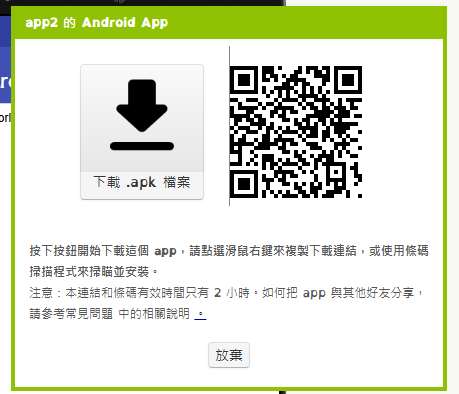 app2 的 Android App
下載 .apk 檔案
按下按鈕開始下載這個 app，請點選滑鼠右鍵來複製下載連結，或使用條碼
掃描程式來掃瞄並安裝。
注意：本連結和條碼有效時間只有 2 小時。如何把 app 與其他好友分享，
請參考常見問題 中的相關說明 。
放棄